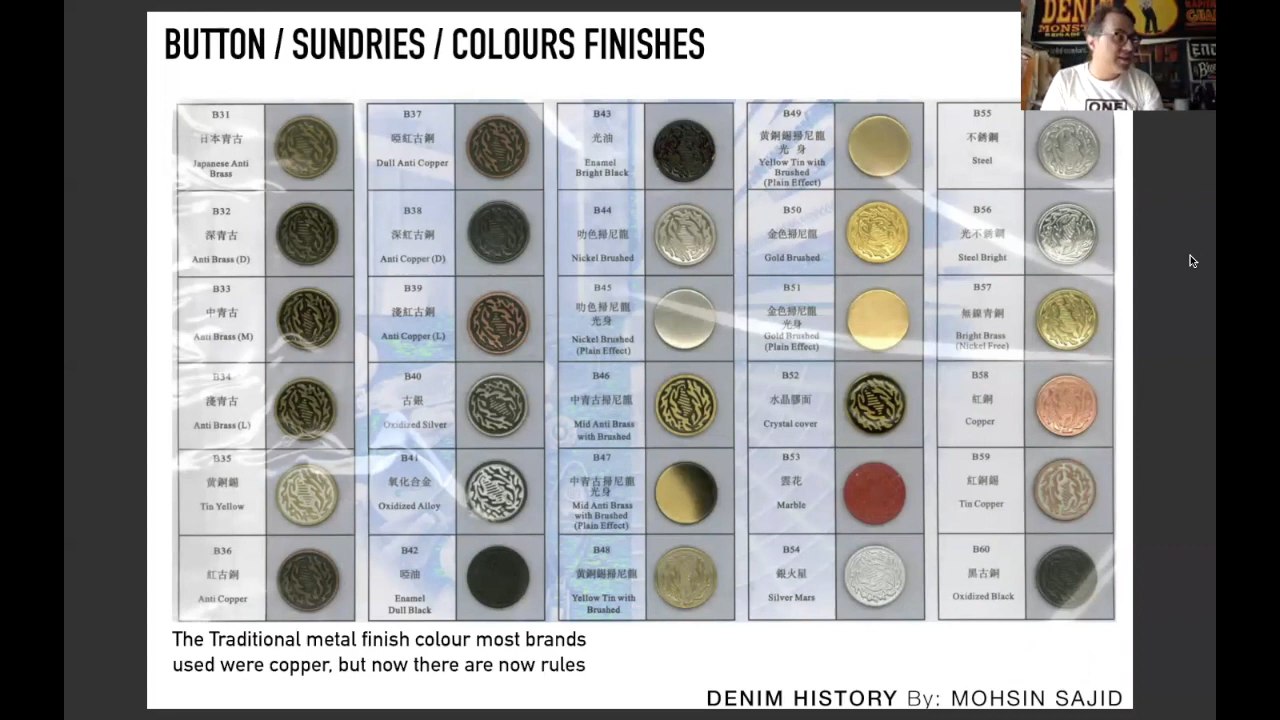 BUTTON / SUNDRIES / COLOURS FINISHES
DENIM
ONE
B31
日本青古
Japanese Anti
Brass
B32
深青古
Anti Brass (D)
B33
中青古
Anti Brass (M)
B34
淺青古
Anti Brass (L)
B35
黄銅錫
Tin Yellow
B36
紅古銅
Anti Copper
B37
啞紅古銅
Dull Anti Copper
B38
深紅古銅
Anti Copper (D)
B39
淺紅古銅
Anti Copper (L)
B40
古銀
Oxidized Silver
B41
氧化合金
Oxidized Alloy
B42
啞油
Enamel
Dull Black
B43
光油
Enamel
Bright Black
B44
叻色掃尼龍
Nickel Brushed
B45
叻色掃尼龍
光身
Nickel Brushed
(Plain Effect)
B46
中青古掃尼龍
Mid Anti Brass
with Brushed
B47
中青古掃尼龍
光身
Mid Anti Brass
with Brushed
(Plain Effect)
B48
黄銅錫掃尼龍
Yellow Tin with
Brushed
B49
黄銅錫掃尼龍
光 身
Yellow Tin with
Brushed
(Plain Effect)
B50
金色掃尼龍
Gold Brushed
B51
金色掃尼龍
光身
Gold Brushed
(Plain Effect)
B52
水晶膠面
Crystal cover
B53
雲花
Marble
B54
銀火星
Silver Mars
B55
不銹鋼
Steel
B56
光不銹鋼
Steel Bright
B57
無鎳青銅
Bright Brass
(Nickel Free)
B58
紅銅
Copper
B59
紅銅錫
Tin Copper
B60
黑古銅
Oxidized Black
The Traditional metal finish colour most brands
used were copper, but now there are now rules
DENIM HISTORY By: MOHSIN SAJID